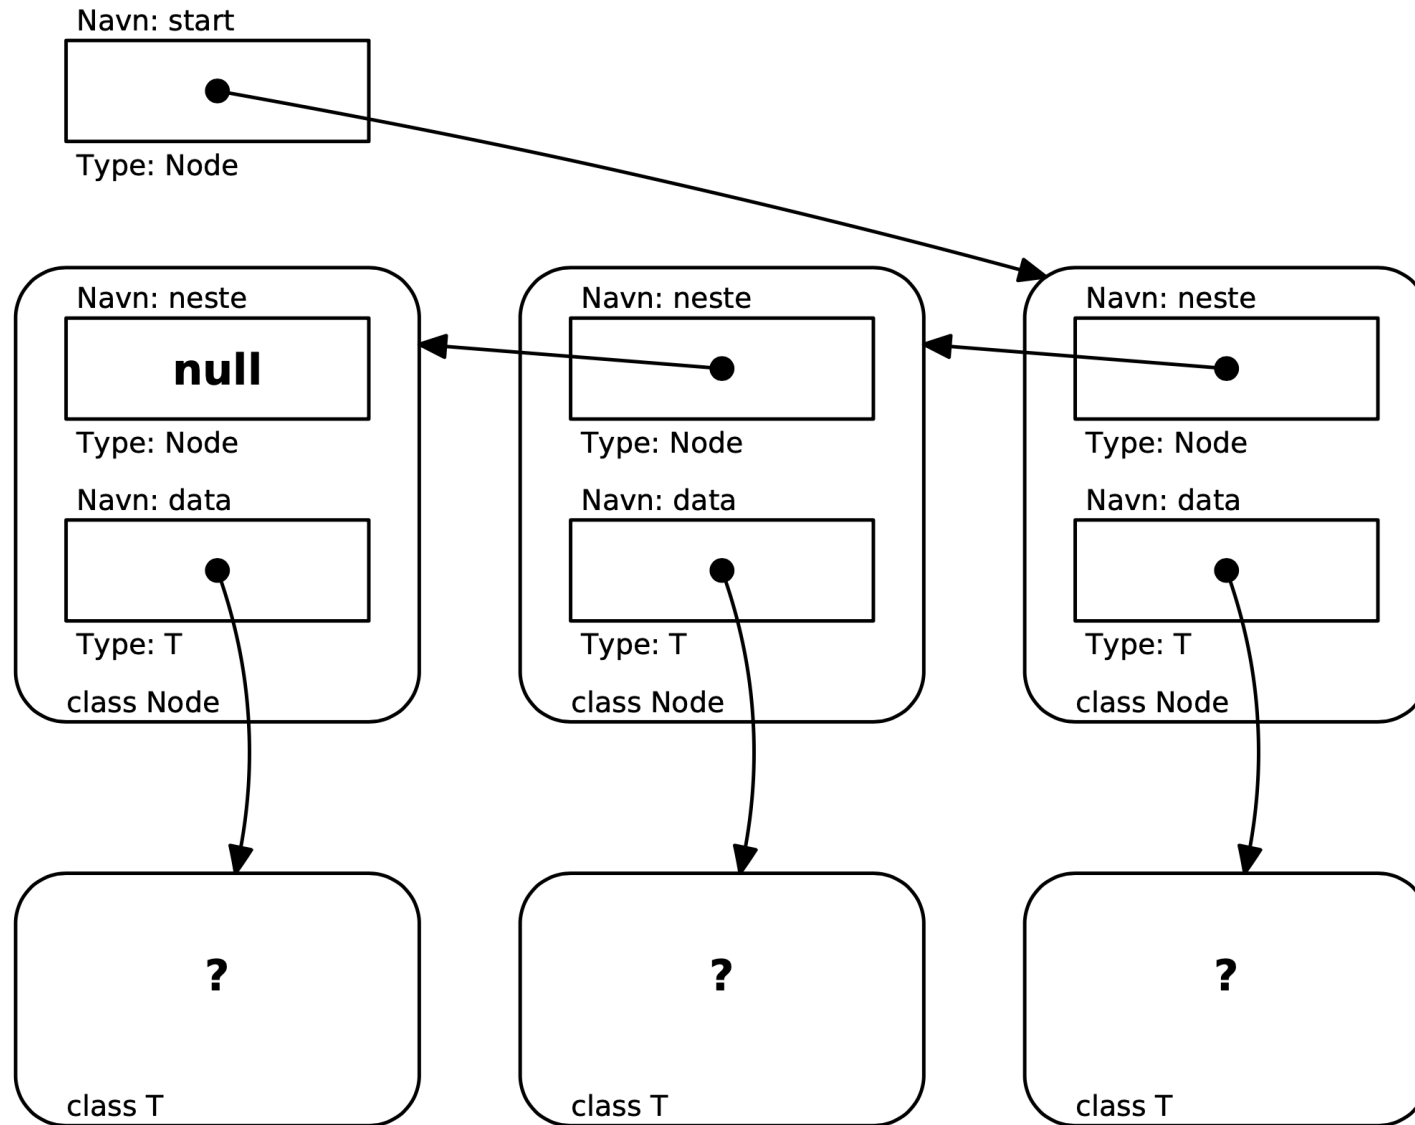 Navn: start
Type: Node
Navn: neste
null
Type: Node
Navn: data
Type: T
class Node
Navn: neste
Type: Node
Navn: data
Type: T
class Node
Navn: neste
Type: Node
Navn: data
Type: T
class Node
?
class T
?
class T
?
class T